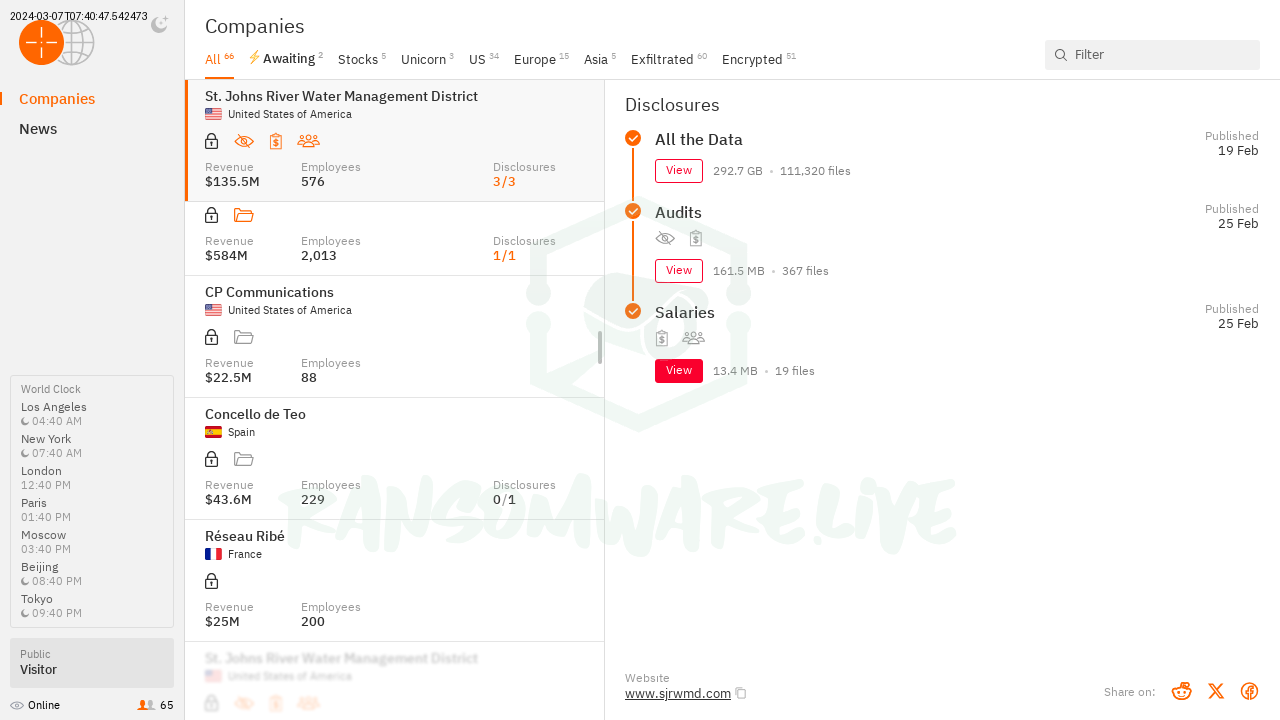 2024-03-07T07:40:47.542473
Companies
News
World Clock
Los Angeles
04:40 AM
New York
07:40 AM
London
12:40 PM
Paris
01:40 PM
Moscow
03:40 PM
Beijing
08:40 PM
Tokyo
09:40 PM
Public
Visitor
Online 65
Companies
All 66 Awaiting 2 Stocks 5 Unicorn 3 US 34 Europe 15 Asia 5 Exfiltrated 60 Encrypted 51
Filter
St. Johns River Water Management District
United States of America
Revenue Employees Disclosures
$135.5M 576 3/3
Revenue Employees Disclosures
$584M 2,013 1/1
CP Communications
United States of America
Revenue Employees
$22.5M 88
Concello de Teo
Spain
Revenue Employees Disclosures
$43.6M 229 0/1
Réseau Ribé
France
Revenue Employees
$25M 200
St. Johns River Water Management District
United States of America
Disclosures
All the Data
Published
19 Feb
View 292.7 GB • 111,320 files
Audits
Published
25 Feb
View 161.5 MB • 367 files
Salaries
Published
25 Feb
View 13.4 MB • 19 files
RANSOMWARE.LIVE
Website
www.sjrwmd.com
Share on: